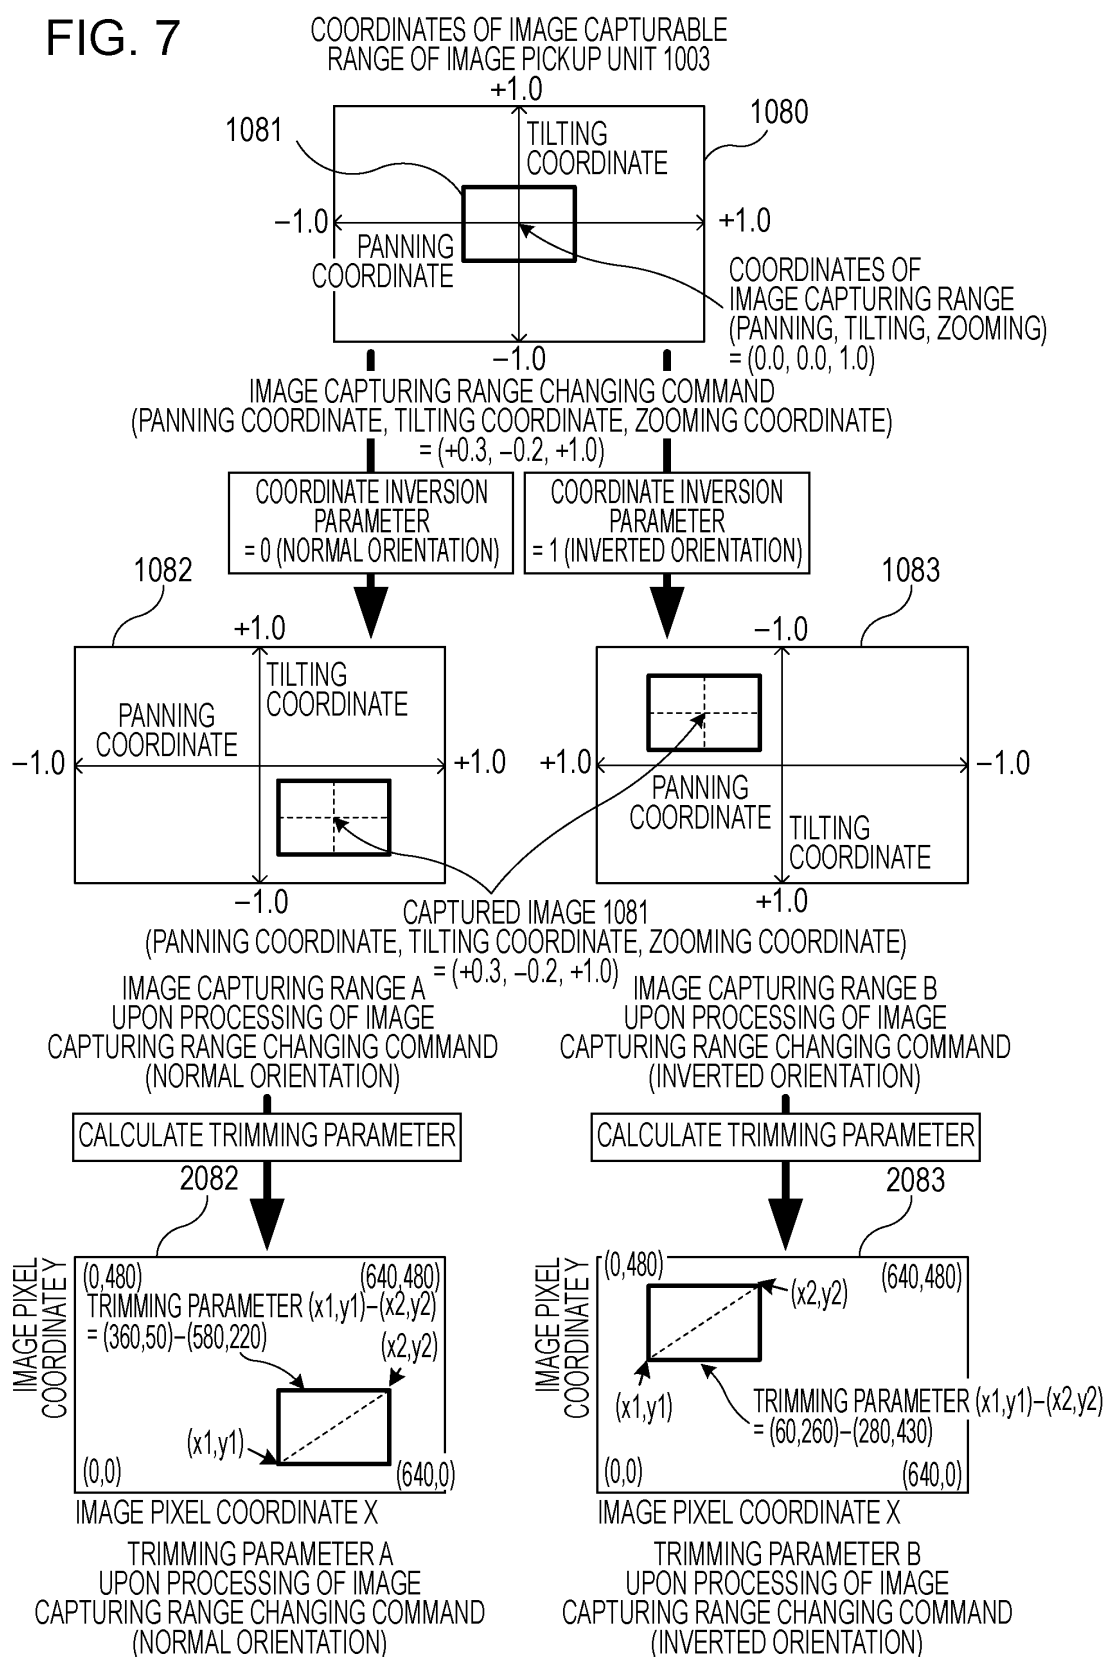 FIG. 7
COORDINATES OF IMAGE CAPTURABLE
RANGE OF IMAGE PICKUP UNIT 1003
+1.0
1081
1080
TILTING
COORDINATE
−1.0
+1.0
PANNING
COORDINATE
COORDINATES OF
IMAGE CAPTURING RANGE
(PANNING, TILTING, ZOOMING)
= (0.0, 0.0, 1.0)
−1.0
IMAGE CAPTURING RANGE CHANGING COMMAND
(PANNING COORDINATE, TILTING COORDINATE, ZOOMING COORDINATE)
= (+0.3, −0.2, +1.0)
COORDINATE INVERSION
PARAMETER
= 0 (NORMAL ORIENTATION)
COORDINATE INVERSION
PARAMETER
= 1 (INVERTED ORIENTATION)
1082
1083
+1.0
TILTING
COORDINATE
PANNING
COORDINATE
−1.0
+1.0
−1.0
−1.0
+1.0
−1.0
PANNING
COORDINATE
TILTING
COORDINATE
+1.0
CAPTURED IMAGE 1081
(PANNING COORDINATE, TILTING COORDINATE, ZOOMING COORDINATE)
= (+0.3, −0.2, +1.0)
IMAGE CAPTURING RANGE A
UPON PROCESSING OF IMAGE
CAPTURING RANGE CHANGING COMMAND
(NORMAL ORIENTATION)
IMAGE CAPTURING RANGE B
UPON PROCESSING OF IMAGE
CAPTURING RANGE CHANGING COMMAND
(INVERTED ORIENTATION)
CALCULATE TRIMMING PARAMETER
CALCULATE TRIMMING PARAMETER
2082
2083
IMAGE PIXEL
COORDINATE Y
(0,480)
(640,480)
TRIMMING PARAMETER (x1,y1)−(x2,y2)
= (360,50)−(580,220)
(x2,y2)
(x1,y1)
(0,0)
(640,0)
IMAGE PIXEL COORDINATE X
IMAGE PIXEL
COORDINATE Y
(0,480)
(640,480)
(x2,y2)
(x1,y1)
TRIMMING PARAMETER (x1,y1)−(x2,y2)
= (60,260)−(280,430)
(0,0)
(640,0)
IMAGE PIXEL COORDINATE X
TRIMMING PARAMETER A
UPON PROCESSING OF IMAGE
CAPTURING RANGE CHANGING COMMAND
(NORMAL ORIENTATION)
TRIMMING PARAMETER B
UPON PROCESSING OF IMAGE
CAPTURING RANGE CHANGING COMMAND
(INVERTED ORIENTATION)